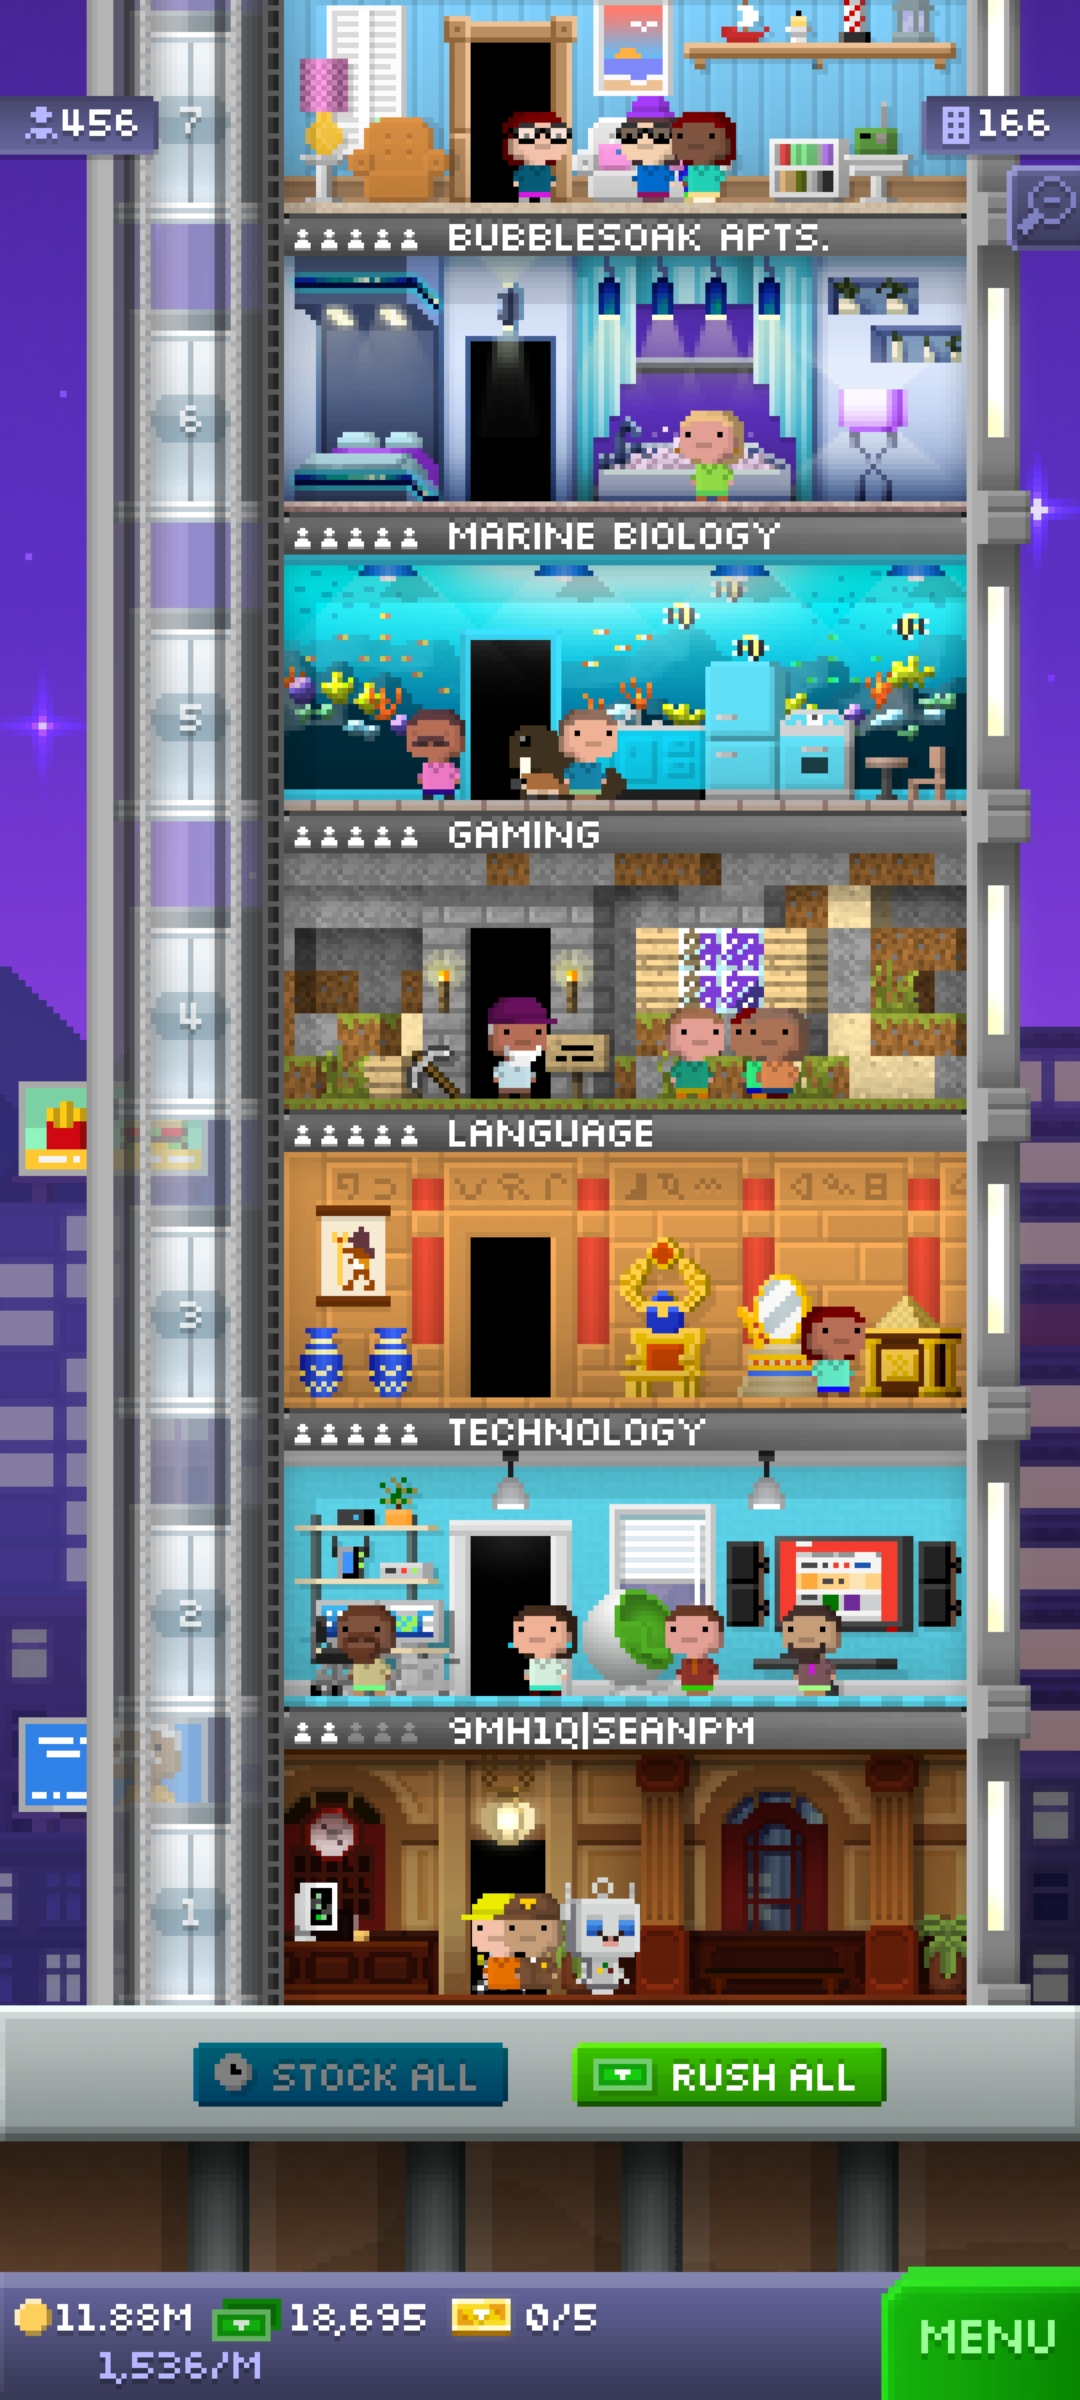 7
456
166
BUBBLESOAK APTS.
6
MARINE BIOLOGY
5
GAMING
4
LANGUAGE
3
TECHNOLOGY
2
9MH1Q|SEANPM
1
STOCK ALL
RUSH ALL
11.88M
18,695
0/5
1,536/M
MENU